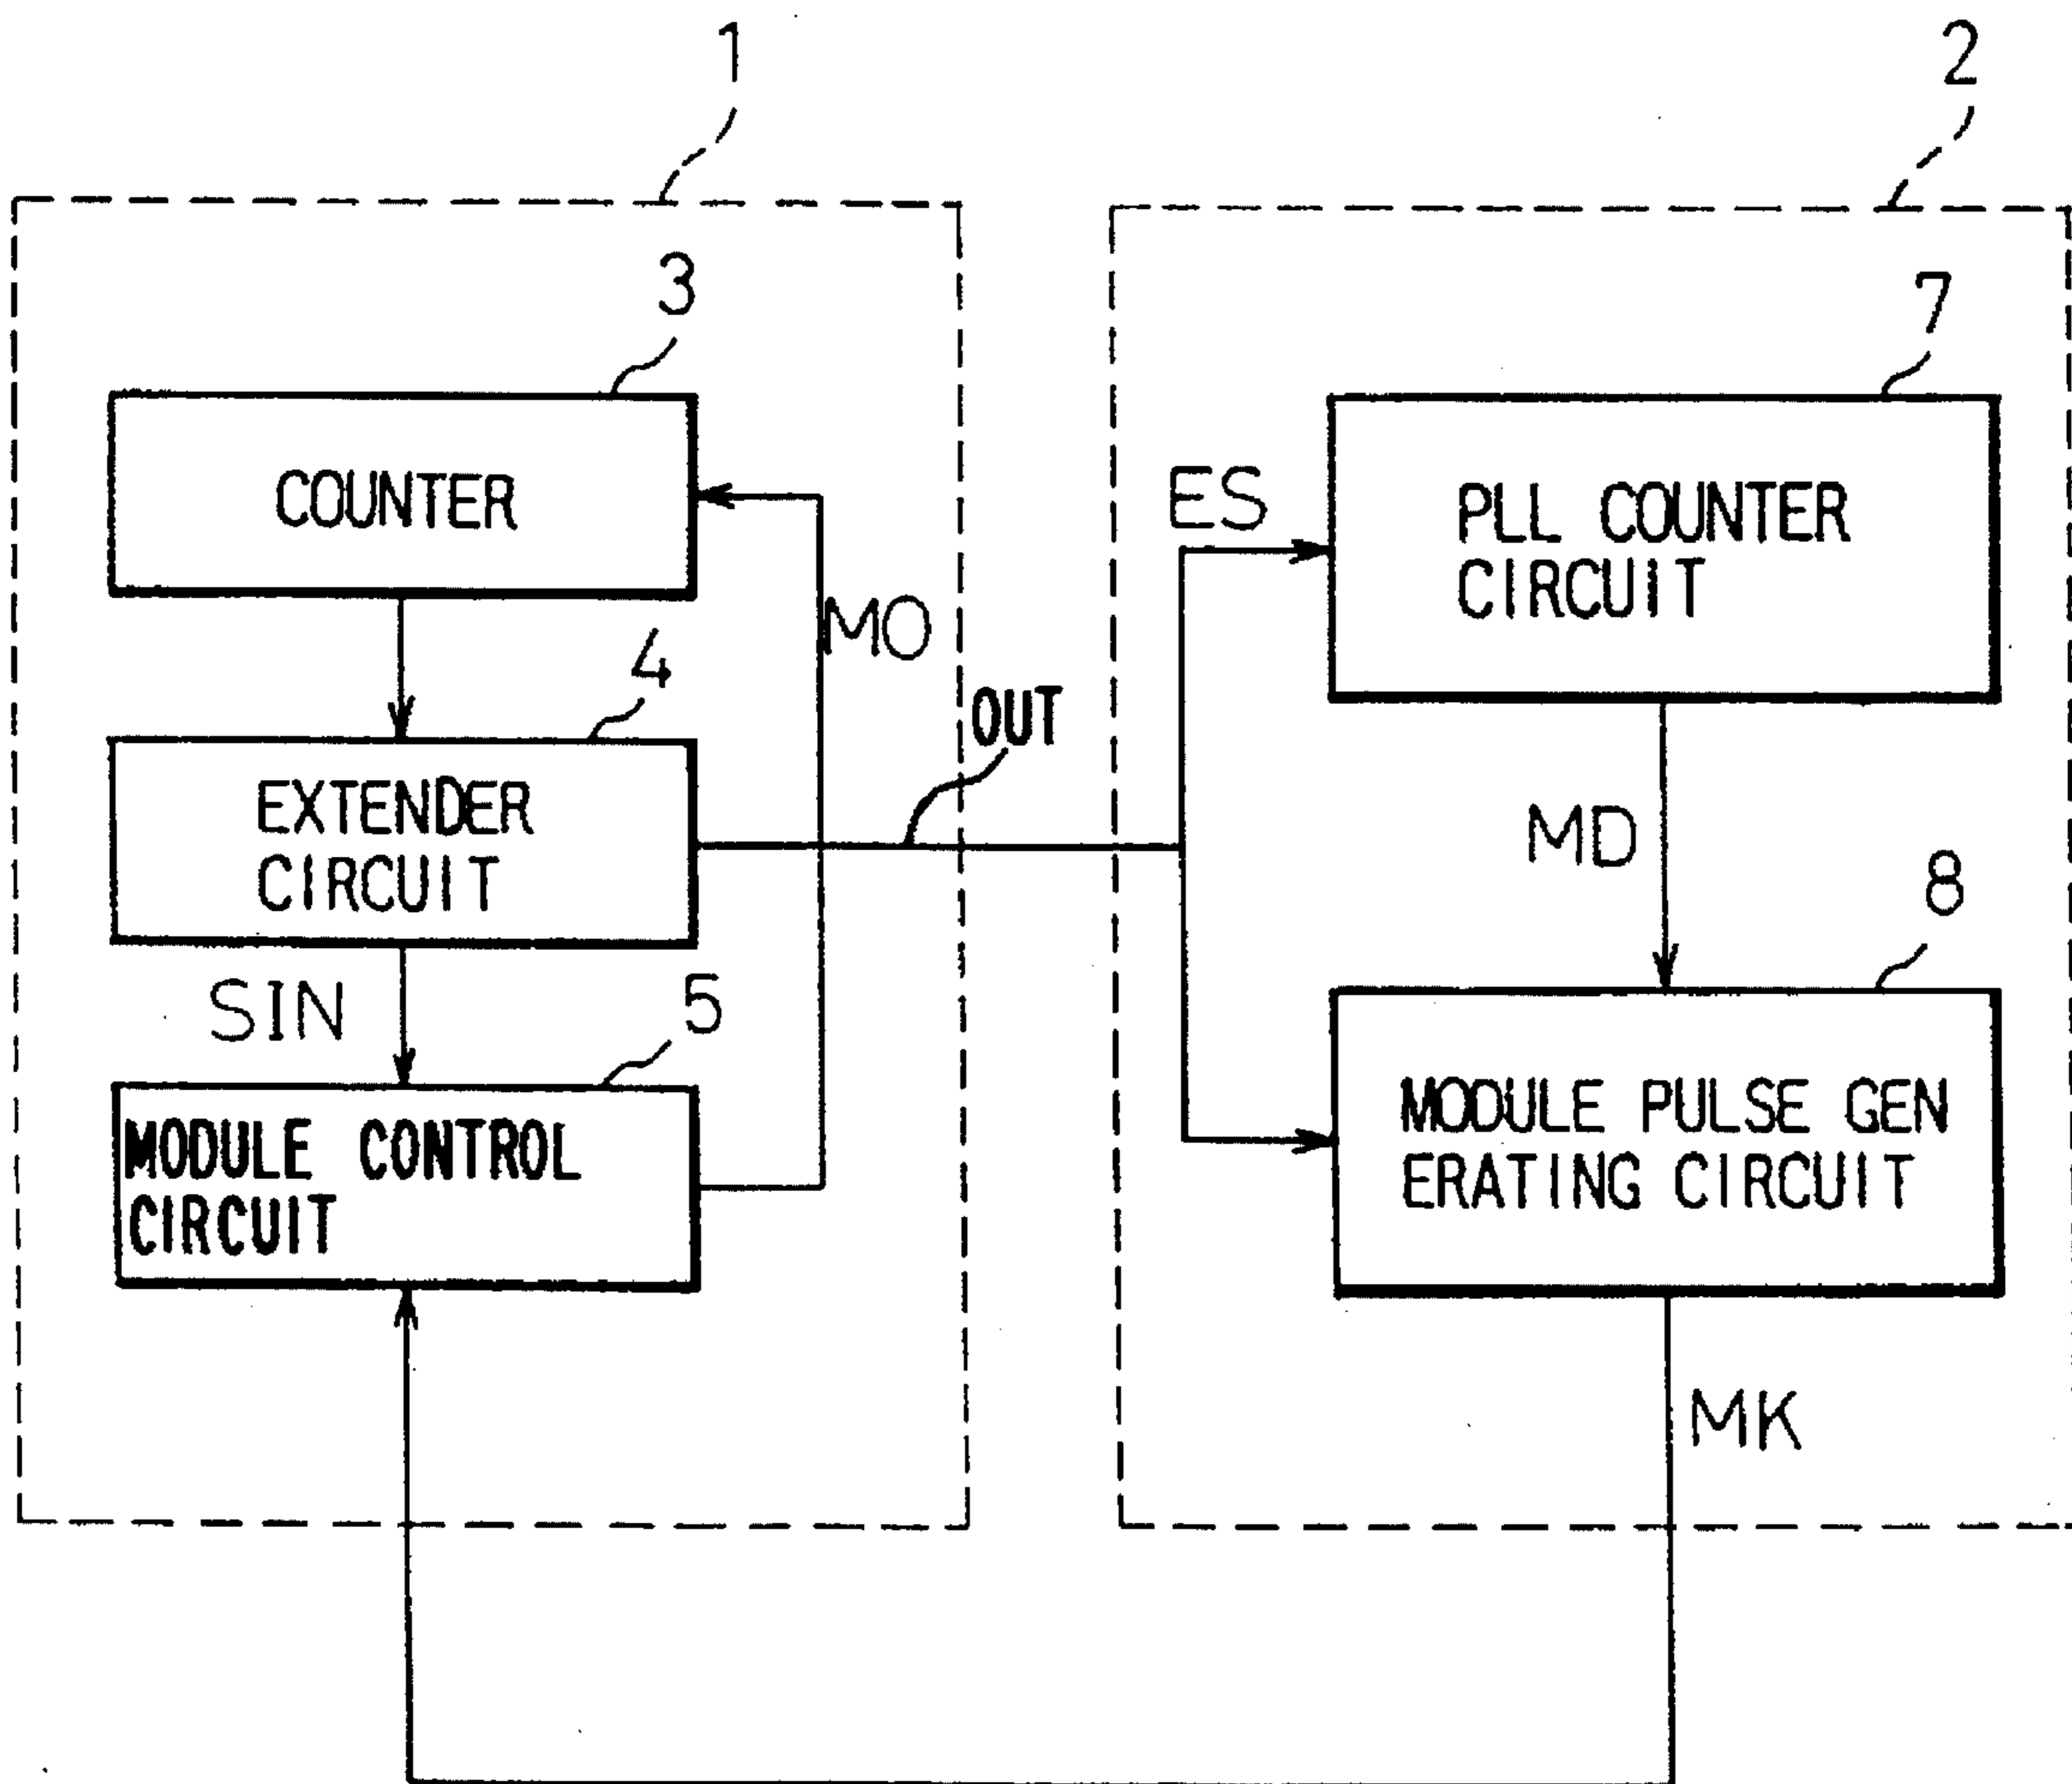 1
2
3
7
COUNTER
ES
PLL COUNTER
CIRCUIT
MO
4
OUT
EXTENDER
CIRCUIT
MD
8
SIN
5
MODULE CONTROL
CIRCUIT
MODULE PULSE GEN
ERATING CIRCUIT
MK